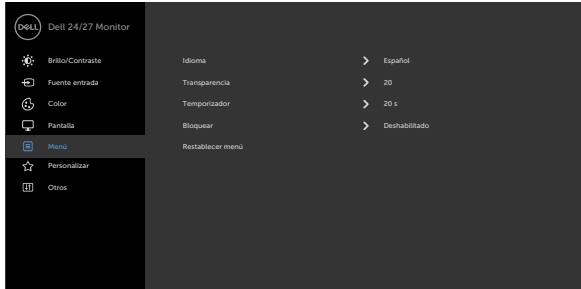 DELL Dell 24/27 Monitor
Brillo/Contraste
Idioma > Español
Fuente entrada
Transparencia > 20
Color
Temporizador > 20 s
Pantalla
Bloquear > Deshabilitado
Menú
Restablecer menú
Personalizar
Otros